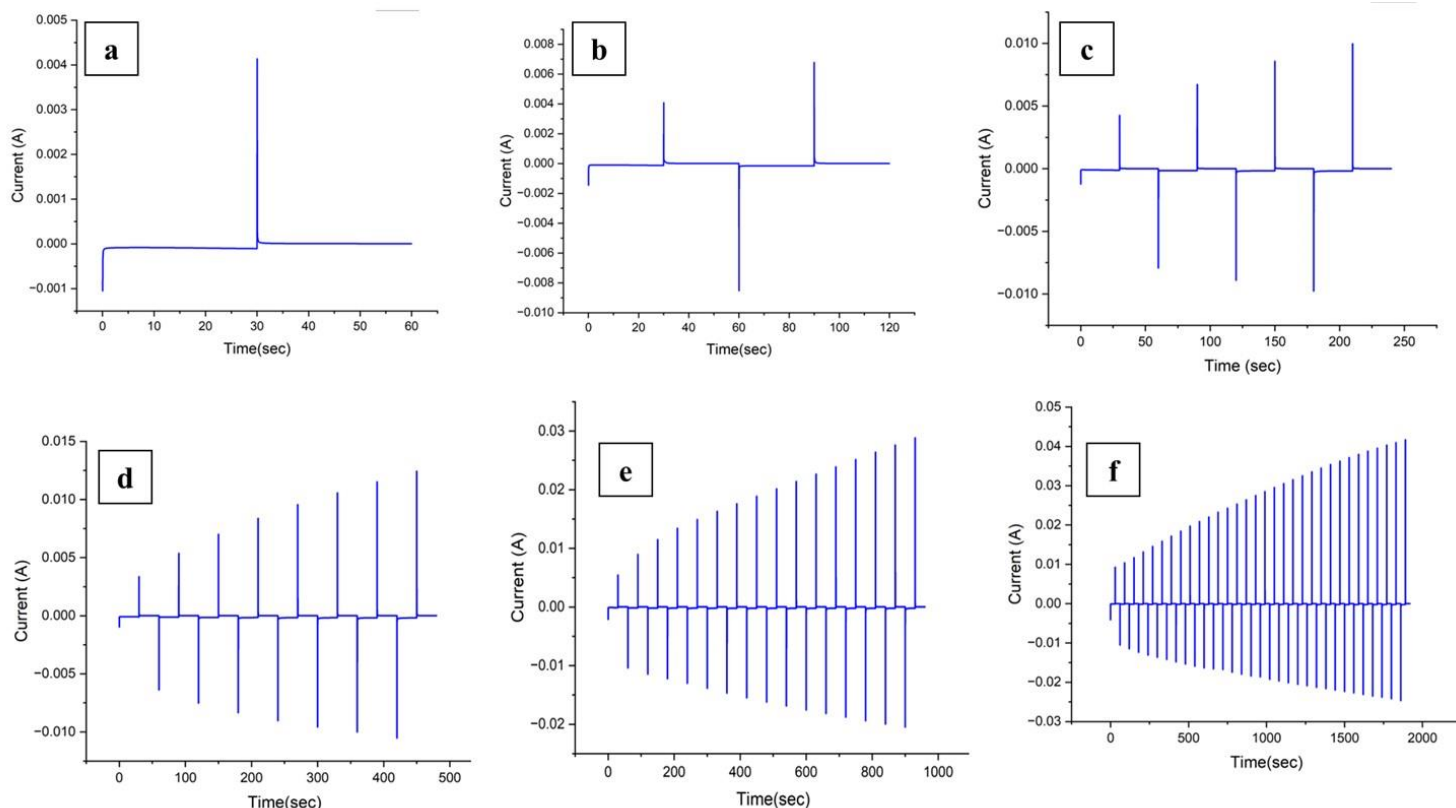 a
0.005
0.004
0.003
0.002
0.001
0.000
−0.001
Current (A)
0 10 20 30 40 50 60
Time(sec)
b
0.008
0.006
0.004
0.002
0.000
−0.002
−0.004
−0.006
−0.008
−0.010
Current (A)
0 20 40 60 80 100 120
Time(sec)
c
0.010
0.005
0.000
−0.005
−0.010
Current (A)
0 50 100 150 200 250
Time (sec)
d
0.015
0.010
0.005
0.000
−0.005
−0.010
Current (A)
0 100 200 300 400 500
Time(sec)
e
0.03
0.02
0.01
0.00
−0.01
−0.02
Current (A)
0 200 400 600 800 1000
Time(sec)
f
0.05
0.04
0.03
0.02
0.01
0.00
−0.01
−0.02
−0.03
Current (A)
0 500 1000 1500 2000
Time(sec)